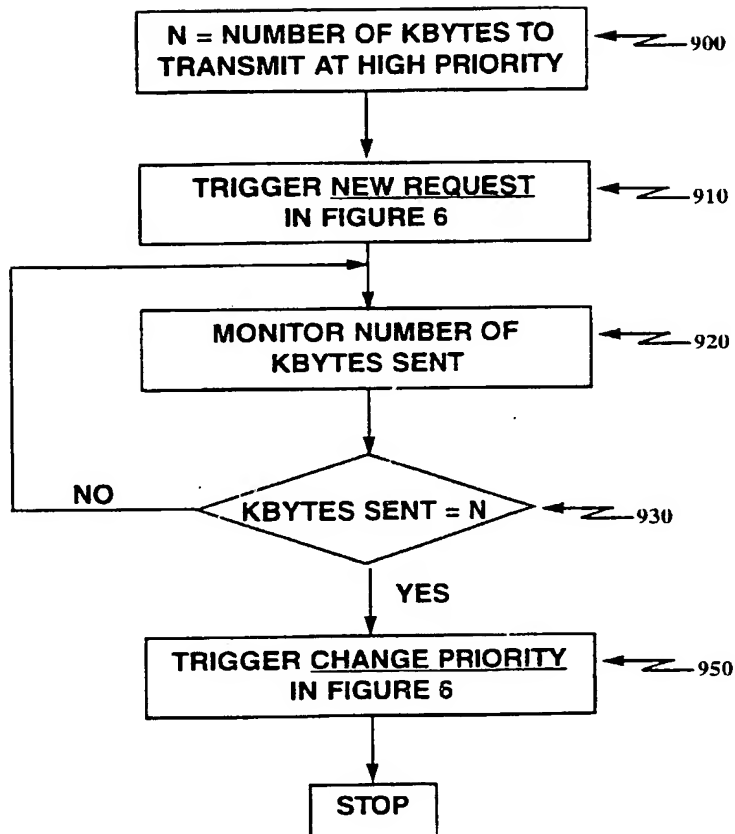 N = NUMBER OF KBYTES TO
TRANSMIT AT HIGH PRIORITY
900
TRIGGER NEW REQUEST
IN FIGURE 6
910
MONITOR NUMBER OF
KBYTES SENT
920
NO
KBYTES SENT = N
930
YES
TRIGGER CHANGE PRIORITY
IN FIGURE 6
950
STOP